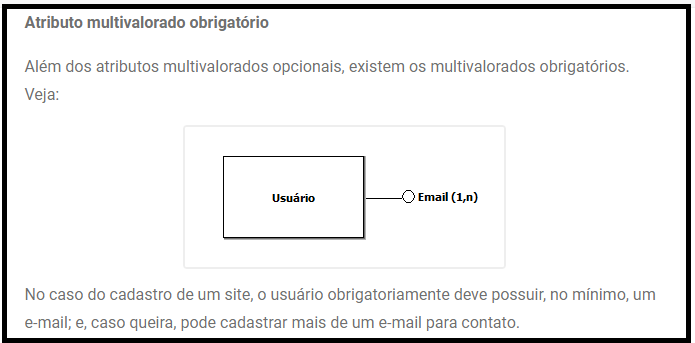 Atributo multivalorado obrigatório
Além dos atributos multivalorados opcionais, existem os multivalorados obrigatórios.
Veja:
Usuário
Email (1,n)
No caso do cadastro de um site, o usuário obrigatoriamente deve possuir, no mínimo, um
e-mail; e, caso queira, pode cadastrar mais de um e-mail para contato.